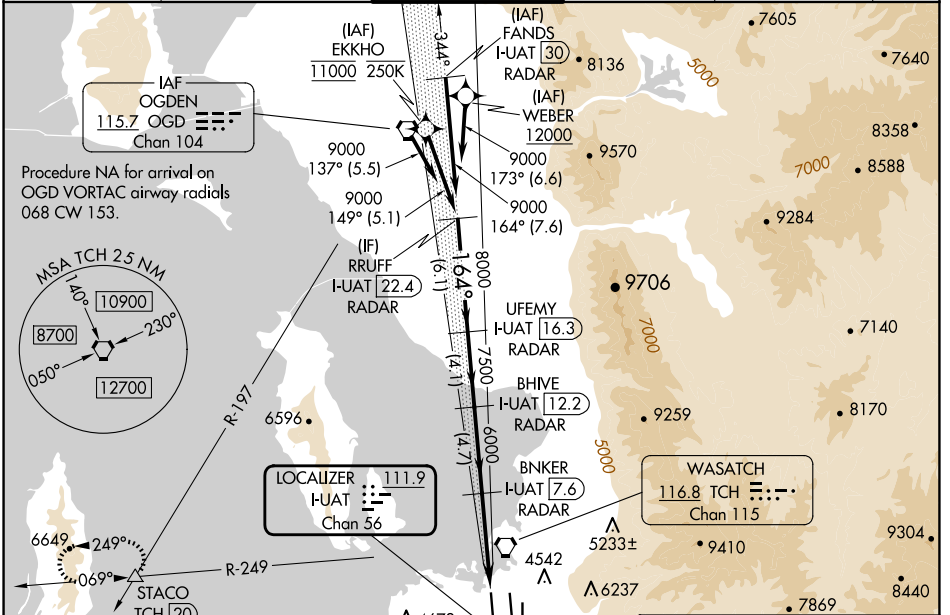 (IAF)
EKKHO
11000 250K
344°
(IAF)
FANDS
I-UAT 30
RADAR
(IAF)
WEBER
12000
7605
7640
8136
5000
8358
9570
7000
8588
9284
IAF
OGDEN
115.7 OGD
Chan 104
Procedure NA for arrival on
OGD VORTAC airway radials
068 CW 153.
9000
137° (5.5)
9000
173° (6.6)
9000
149° (5.1)
9000
164° (7.6)
(IF)
RRUFF
I-UAT 22.4
RADAR
(6.1)
164°
8000
MSA TCH 25 NM
140°
10900
8700
230°
050°
12700
9706
7000
UFEMY
I-UAT 16.3
RADAR
7140
(4.1)
7500
BHIVE
I-UAT 12.2
RADAR
R-197
6596
9259
8170
(4.7)
6000
5000
LOCALIZER 111.9
I-UAT
Chan 56
BNKER
I-UAT 7.6
RADAR
WASATCH
116.8 TCH
Chan 115
6649
249°
069°
R-249
STACO
TCH 20
5233±
4542
6237
9410
9304
8440
7869